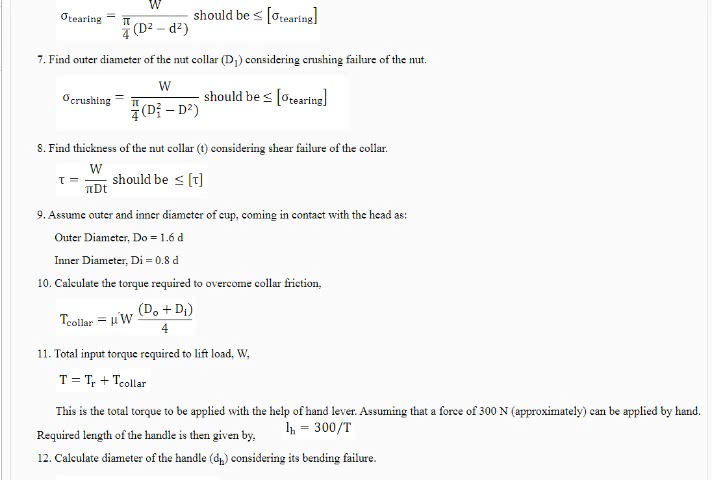 σtearing = W / π/4 (D² – d²) should be ≤ [σtearing]
7. Find outer diameter of the nut collar (D₁) considering crushing failure of the nut.
σcrushing = W / π/4 (D₁² – D²) should be ≤ [σtearing]
8. Find thickness of the nut collar (t) considering shear failure of the collar.
τ = W / πDt should be ≤ [τ]
9. Assume outer and inner diameter of cup, coming in contact with the head as:
Outer Diameter, Do = 1.6 d
Inner Diameter, Di = 0.8 d
10. Calculate the torque required to overcome collar friction,
Tcollar = μ'W (Dₒ + Dᵢ) / 4
11. Total input torque required to lift load, W,
T = Tᵣ + Tcollar
This is the total torque to be applied with the help of hand lever. Assuming that a force of 300 N (approximately) can be applied by hand.
Required length of the handle is then given by, lₕ = 300/T
12. Calculate diameter of the handle (dₕ) considering its bending failure.